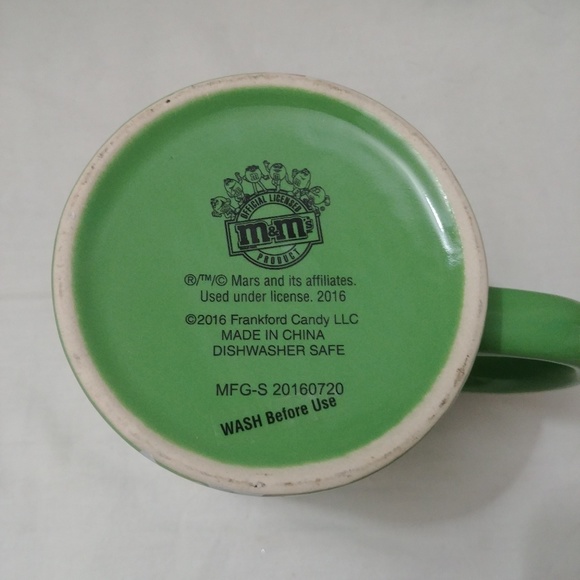 OFFICIAL LICENSED
m&m's
PRODUCT
®/™/© Mars and its affiliates.
Used under license. 2016
©2016 Frankford Candy LLC
MADE IN CHINA
DISHWASHER SAFE
MFG-S 20160720
WASH Before Use